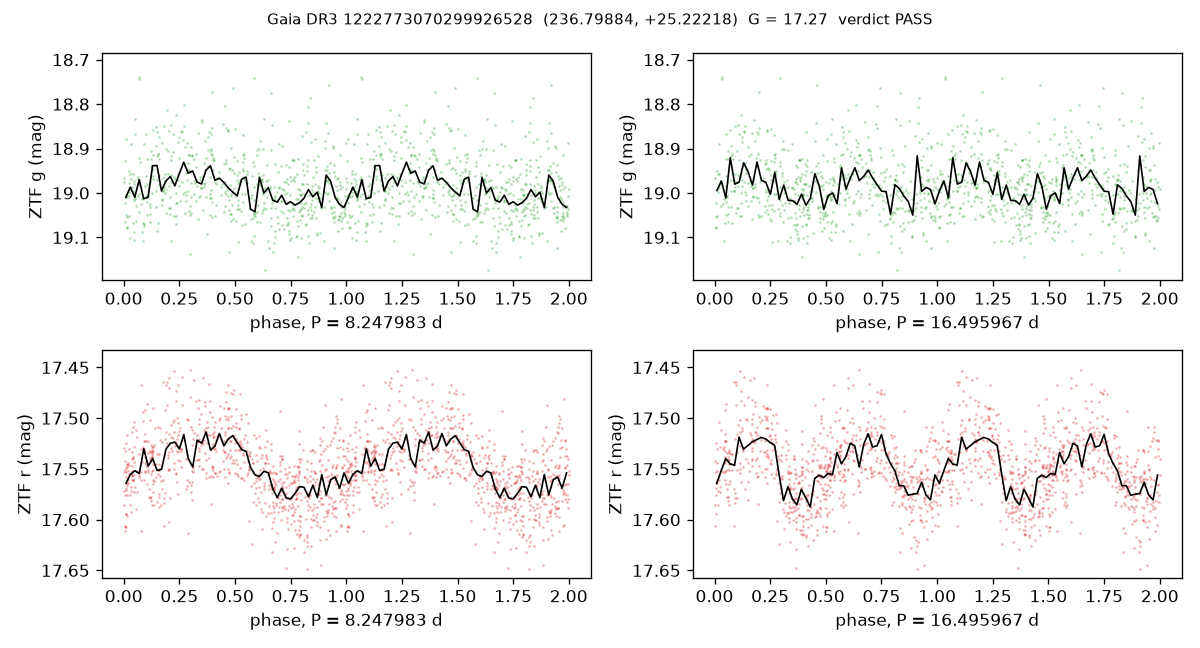 Gaia DR3 1222773070299926528 (236.79884, +25.22218) G = 17.27 verdict PASS
18.7
18.8
18.9
19.0
19.1
ZTF g (mag)
0.00 0.25 0.50 0.75 1.00 1.25 1.50 1.75 2.00
phase, P = 8.247983 d
18.7
18.8
18.9
19.0
19.1
ZTF g (mag)
0.00 0.25 0.50 0.75 1.00 1.25 1.50 1.75 2.00
phase, P = 16.495967 d
17.45
17.50
17.55
17.60
17.65
ZTF r (mag)
0.00 0.25 0.50 0.75 1.00 1.25 1.50 1.75 2.00
phase, P = 8.247983 d
17.45
17.50
17.55
17.60
17.65
ZTF r (mag)
0.00 0.25 0.50 0.75 1.00 1.25 1.50 1.75 2.00
phase, P = 16.495967 d